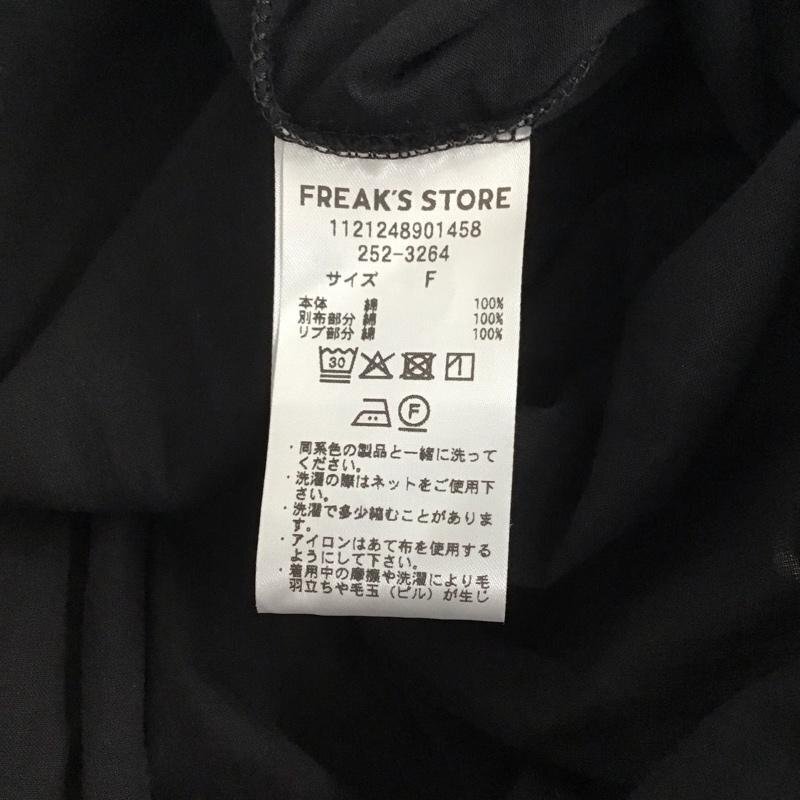 FREAK'S STORE
1121248901458
252-3264
サイズ F
本体 綿 100%
別布部分 綿 100%
リブ部分 綿 100%
30
F
・同系色の製品と一緒に洗って
ください。
・洗濯の際はネットをご使用下
さい。
・洗濯で多少縮むことがありま
す。
・アイロンはあて布を使用する
ようにして下さい。
・着用中の摩擦や洗濯により毛
羽立ちや毛玉（ピル）が生じ